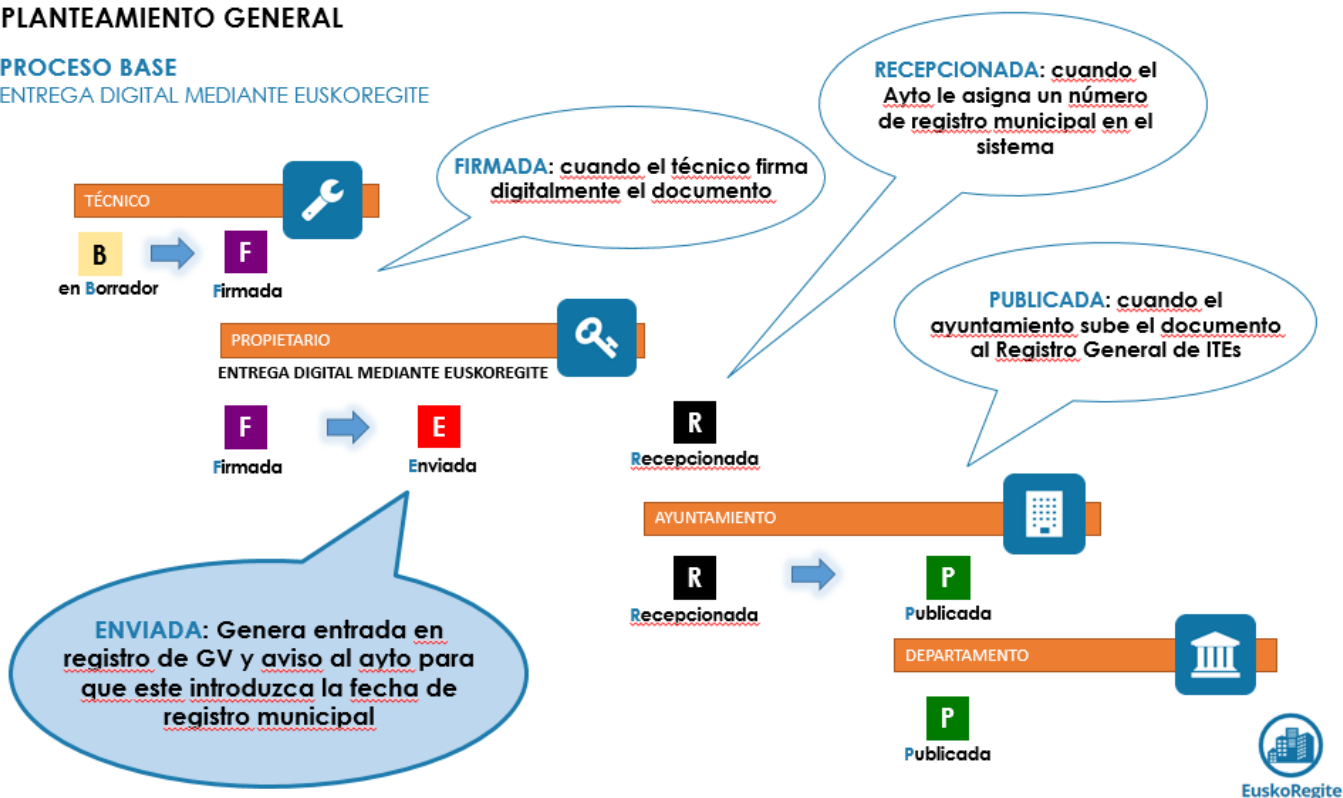 PLANTEAMIENTO GENERAL
PROCESO BASE
ENTREGA DIGITAL MEDIANTE EUSKOREGITE
RECEPCIONADA: cuando el
Ayto le asigna un número
de registro municipal en el
sistema
FIRMADA: cuando el técnico firma
digitalmente el documento
TÉCNICO
B
F
en Borrador
Firmada
PUBLICADA: cuando el
ayuntamiento sube el documento
al Registro General de ITEs
PROPIETARIO
ENTREGA DIGITAL MEDIANTE EUSKOREGITE
F
E
R
Firmada
Enviada
Recepcionada
AYUNTAMIENTO
R
P
Recepcionada
Publicada
ENVIADA: Genera entrada en
registro de GV y aviso al ayto para
que este introduzca la fecha de
registro municipal
DEPARTAMENTO
P
Publicada
EuskoRegite